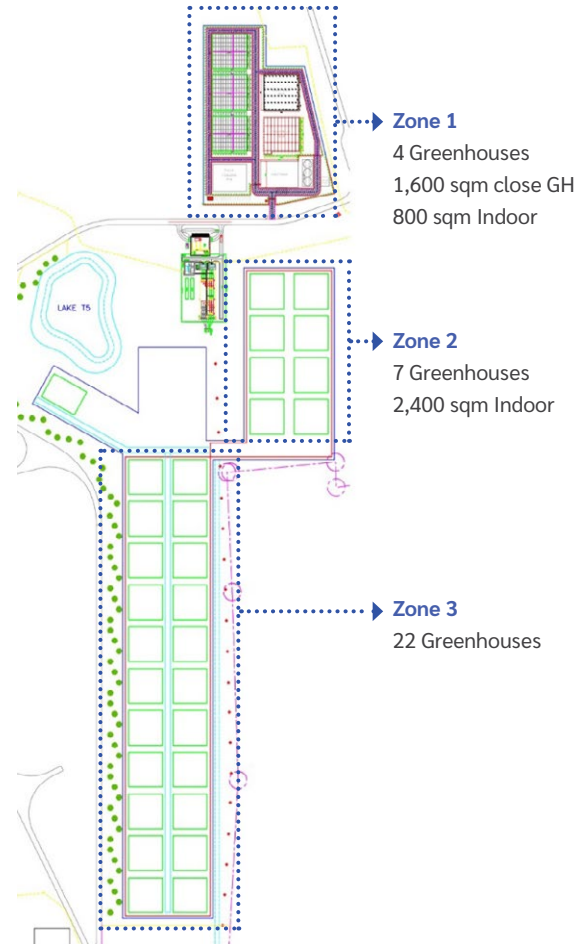 Zone 1
4 Greenhouses
1,600 sqm close GH
800 sqm Indoor
LAKE T5
Zone 2
7 Greenhouses
2,400 sqm Indoor
Zone 3
22 Greenhouses